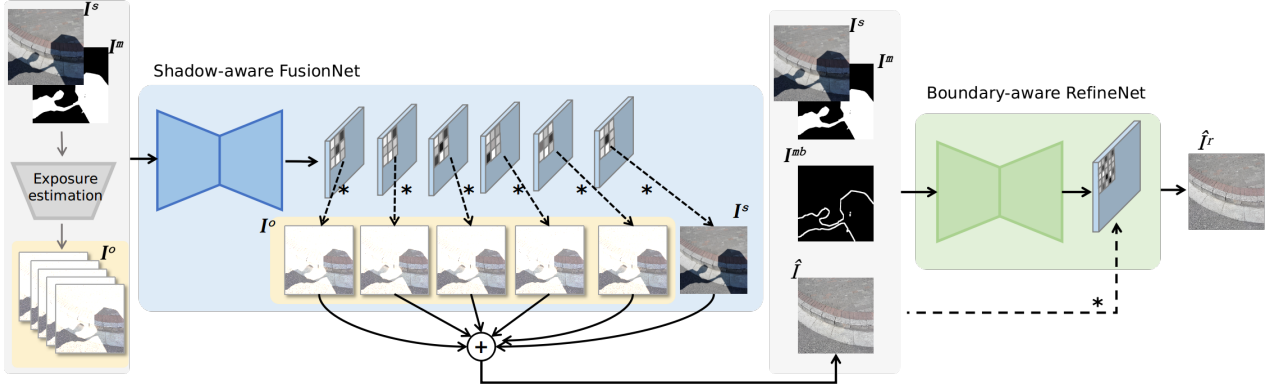 I^s
I^m
Exposure
estimation
I^o
Shadow-aware FusionNet
* * * * * *
I^o
I^s
+
I^s
I^m
I^mb
Î
Boundary-aware RefineNet
*
Î^r